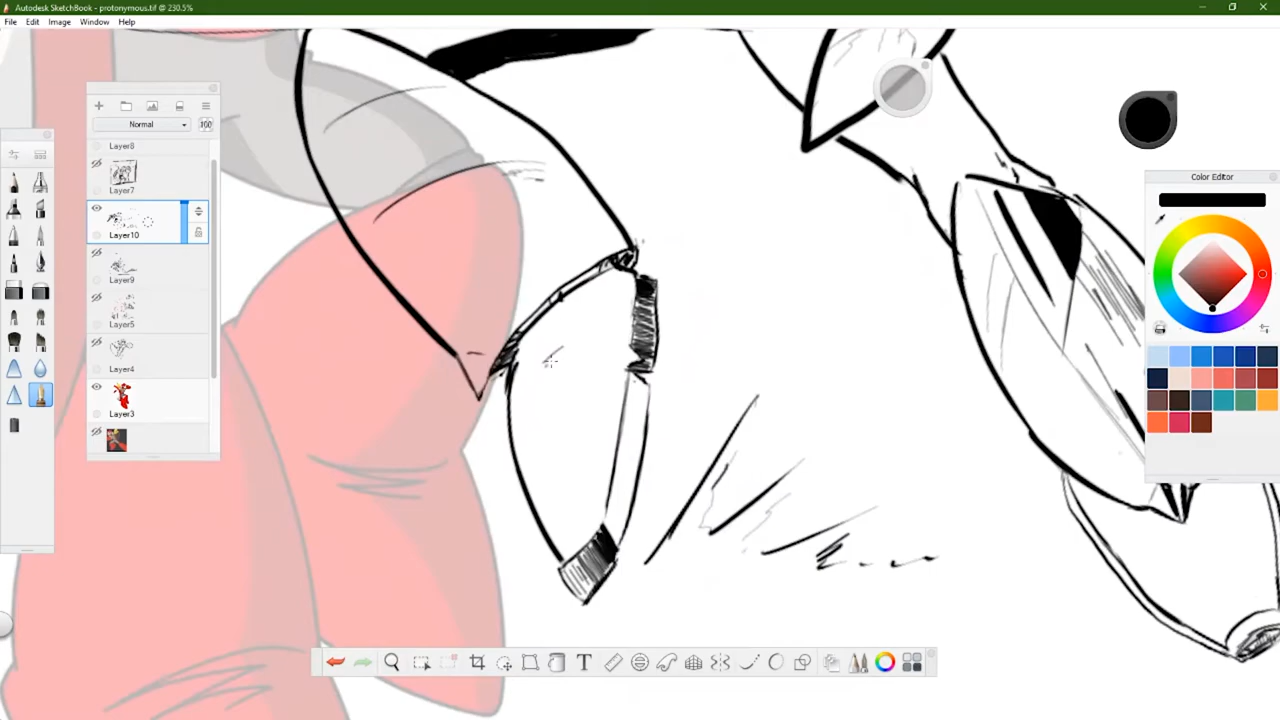 Autodesk SketchBook - protonymous.tif @ 230.5%
File Edit Image Window Help
Normal 100
Layer8
Layer7
Layer10
Layer9
Layer5
Layer4
Layer3
Color Editor
T